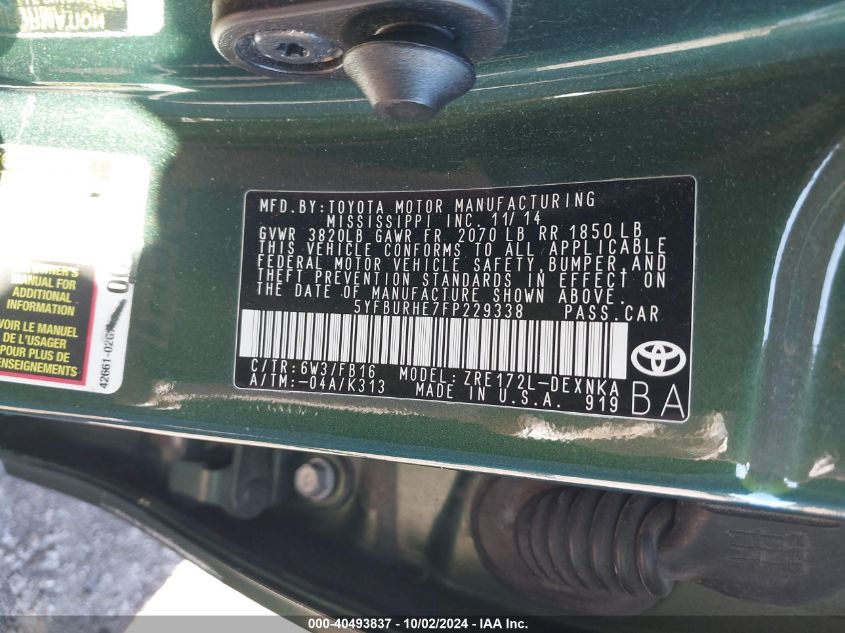 MFD.BY: TOYOTA MOTOR MANUFACTURING
MISSISSIPPI INC. 11/14
GVWR 3820LB GAWR FR 2070 LB RR 1850 LB
THIS VEHICLE CONFORMS TO ALL APPLICABLE
FEDERAL MOTOR VEHICLE SAFETY, BUMPER, AND
THEFT PREVENTION STANDARDS IN EFFECT ON
THE DATE OF MANUFACTURE SHOWN ABOVE.
5YFBURHE7FP229338 PASS.CAR
C/TR: 6W3/FB16 MODEL: ZRE172L-DEXNKA
A/TM: -04A/K313 MADE IN U.S.A. 919
BA
OWNER'S
MANUAL FOR
ADDITIONAL
INFORMATION
VOIR LE MANUEL
DE
POUR PLUS DE
RENSEIGNEMENTS
000-40493837 - 10/02/2024 - IAA Inc.